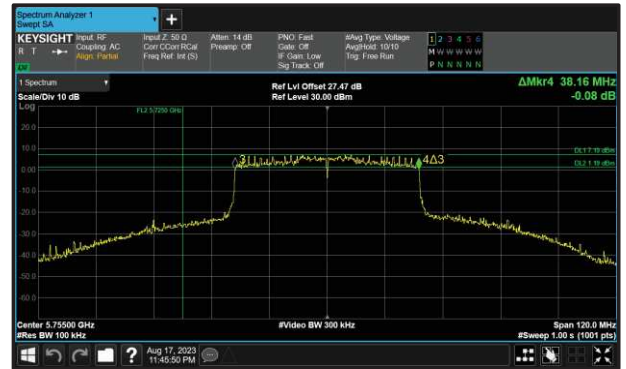 Spectrum Analyzer 1
Swept SA
+
KEYSIGHT Input: RF Input Z: 50 Ω Atten: 14 dB PNO: Fast #Avg Type: Voltage 1 2 3 4 5 6
R T Coupling: AC Corr CCorr RCal Preamp: Off Gate: Off Avg|Hold: 10/10 M W W W W W
Align: Partial Freq Ref: Int (S) IF Gain: Low Trig: Free Run P N N N N N
Sig Track: Off
1 Spectrum Ref Lvl Offset 27.47 dB ΔMkr4 38.16 MHz
Scale/Div 10 dB Ref Level 30.00 dBm -0.08 dB
Log
FL2 5.7250 GHz
20.0
10.0
DL1 7.19 dBm
3 4Δ3
0.00
DL2 1.19 dBm
-10.0
-20.0
-30.0
-40.0
-50.0
-60.0
Center 5.75500 GHz #Video BW 300 kHz Span 120.0 MHz
#Res BW 100 kHz #Sweep 1.00 s (1001 pts)
? Aug 17, 2023
11:45:50 PM